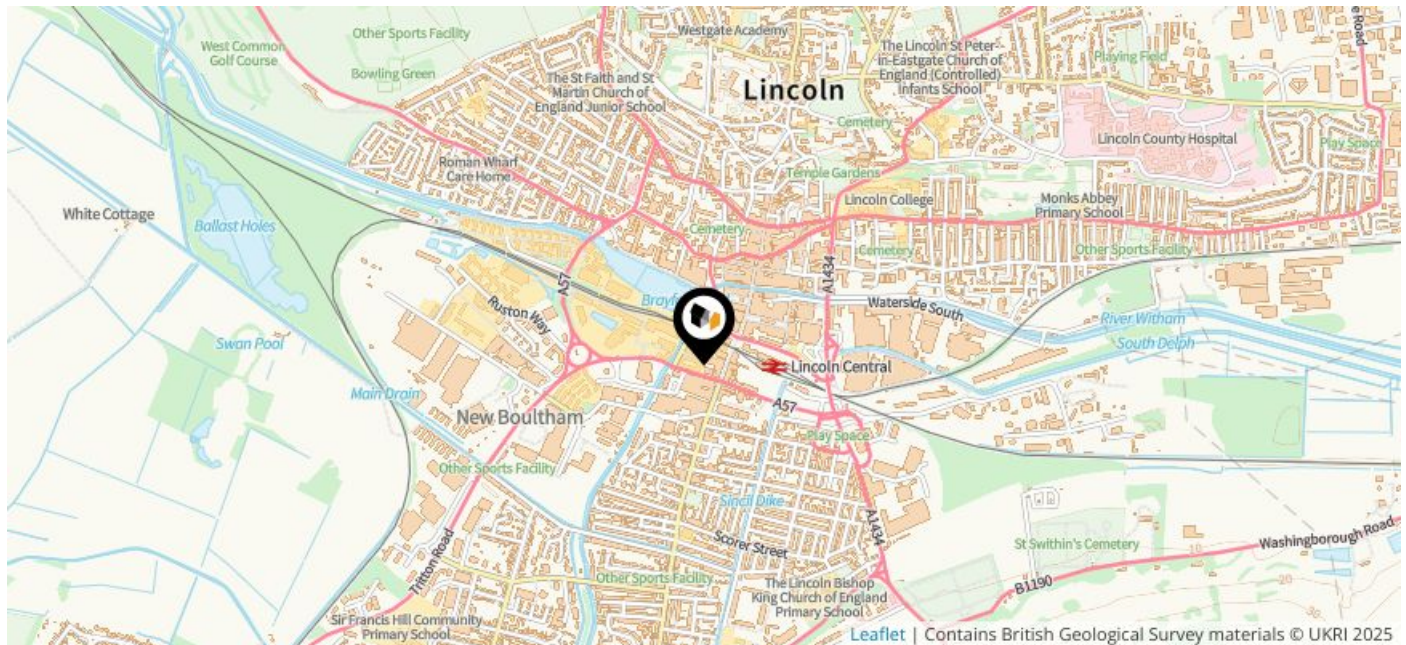 Other Sports Facility
Westgate Academy
West Common
Golf Course
Bowling Green
The Lincoln St Peter-
in-Eastgate Church of
England (Controlled)
Infants School
Playing Field
The St Faith and St
Martin Church of
England Junior School
Lincoln
Cemetery
Lincoln County Hospital
Play Space
Roman Wharf
Care Home
Temple Gardens
Lincoln College
Monks Abbey
Primary School
White Cottage
Ballast Holes
Cemetery
Cemetery
Other Sports Facility
A57
A1434
Ruston Way
Waterside South
River Witham
South Delph
Swan Pool
Lincoln Central
Main Drain
New Boultham
A57
Play Space
Other Sports Facility
Sincil Dike
A1434
Scorer Street
St Swithin's Cemetery
10
Washingborough Road
Tritton Road
Other Sports Facility
The Lincoln Bishop
King Church of England
Primary School
B1190
20
30
Sir Francis Hill Community
Primary School
Leaflet | Contains British Geological Survey materials © UKRI 2025